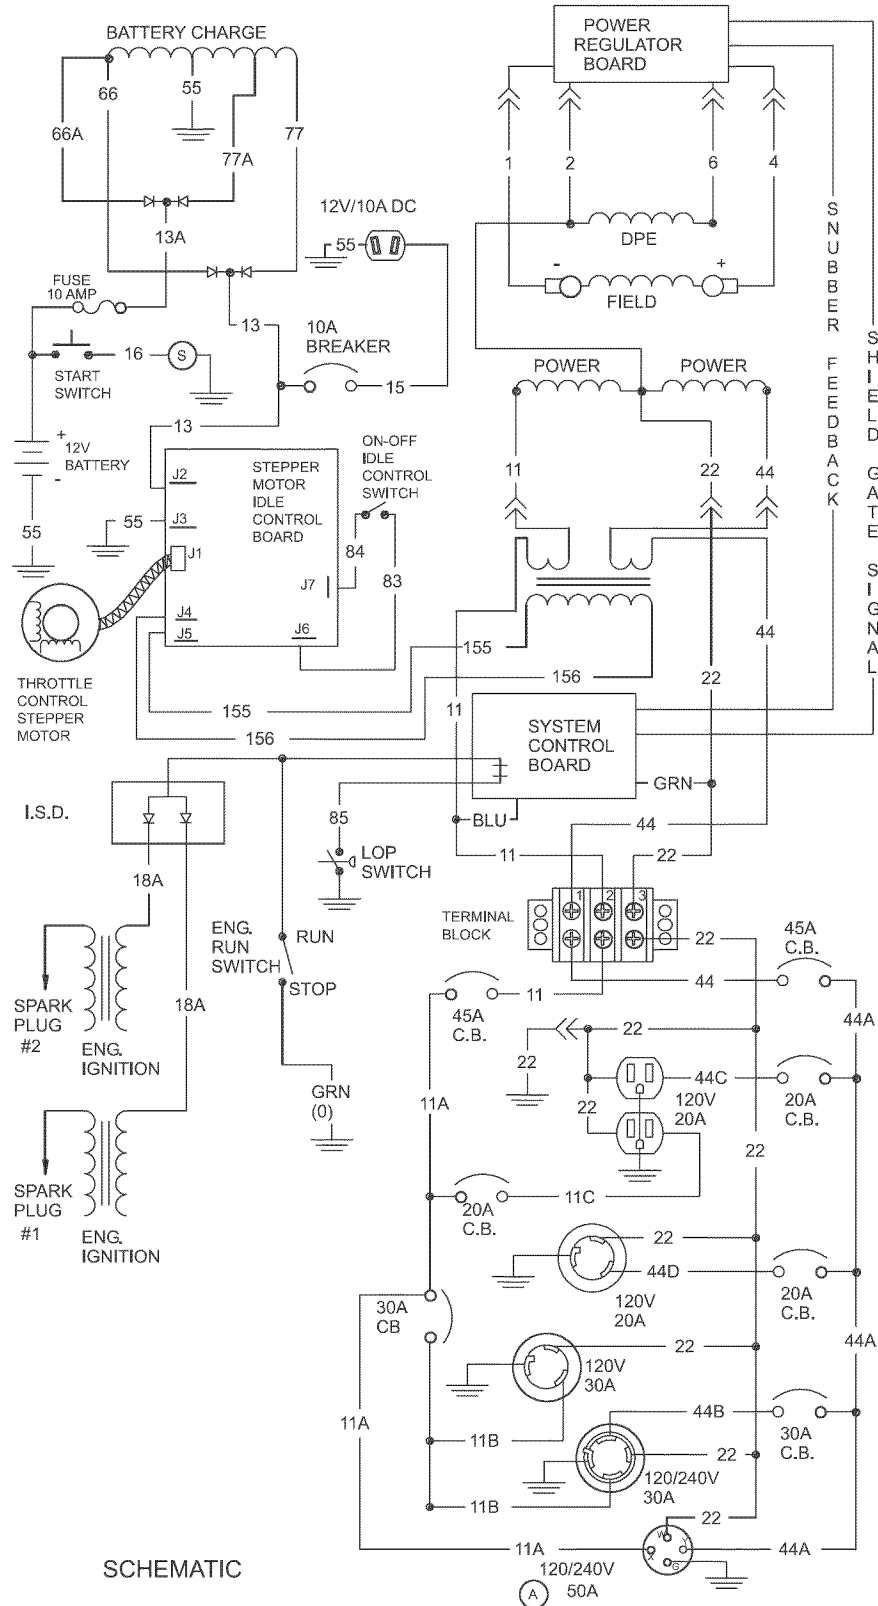 BATTERY CHARGE
66
55
66A
77A
77
13A
12V/10A DC
55
FUSE
10 AMP
13
10A
BREAKER
16
S
START
SWITCH
15
13
+
12V
BATTERY
-
55
J2
STEPPER
MOTOR
IDLE
CONTROL
BOARD
ON-OFF
IDLE
CONTROL
SWITCH
55
J3
J1
84
83
J7
J4
J5
J6
155
156
THROTTLE
CONTROL
STEPPER
MOTOR
155
156
POWER
REGULATOR
BOARD
1
2
6
4
DPE
-
+
FIELD
SNUBBER FEEDBACK
SHIELD GATE SIGNAL
POWER
POWER
11
22
44
44
22
11
SYSTEM
CONTROL
BOARD
GRN
BLU
44
11
22
I.S.D.
85
LOP
SWITCH
18A
1
2
3
TERMINAL
BLOCK
22
45A
C.B.
ENG.
RUN
SWITCH
RUN
STOP
44
11
45A
C.B.
18A
SPARK
PLUG
#2
ENG.
IGNITION
44A
22
22
44C
120V
20A
20A
C.B.
GRN
(0)
11A
22
22
SPARK
PLUG
#1
ENG.
IGNITION
11C
20A
C.B.
22
44D
120V
20A
20A
C.B.
30A
CB
22
120V
30A
44A
11A
44B
30A
C.B.
11B
22
120/240V
30A
11B
22
W
X
Y
G
11A
44A
120/240V
50A
A
SCHEMATIC